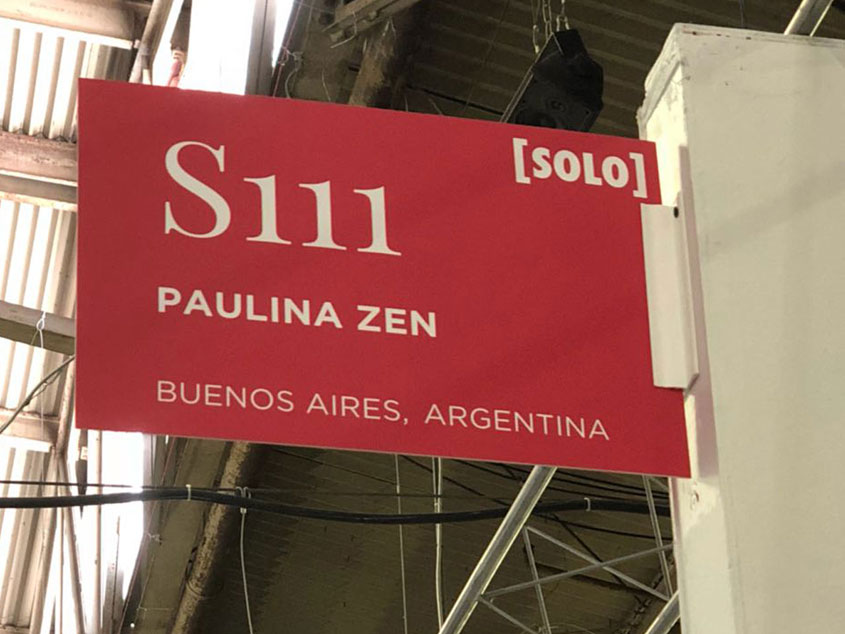 [SOLO]
S111
PAULINA ZEN
BUENOS AIRES, ARGENTINA